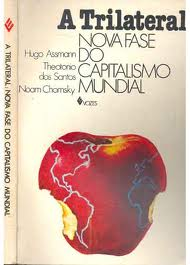 A TRILATERAL: NOVA FASE DO CAPITALISMO MUNDIAL
A Trilateral
NOVA FASE
DO
CAPITALISMO
MUNDIAL
Hugo Assmann
Theotonio
dos Santos
Noam Chomsky
VOZES